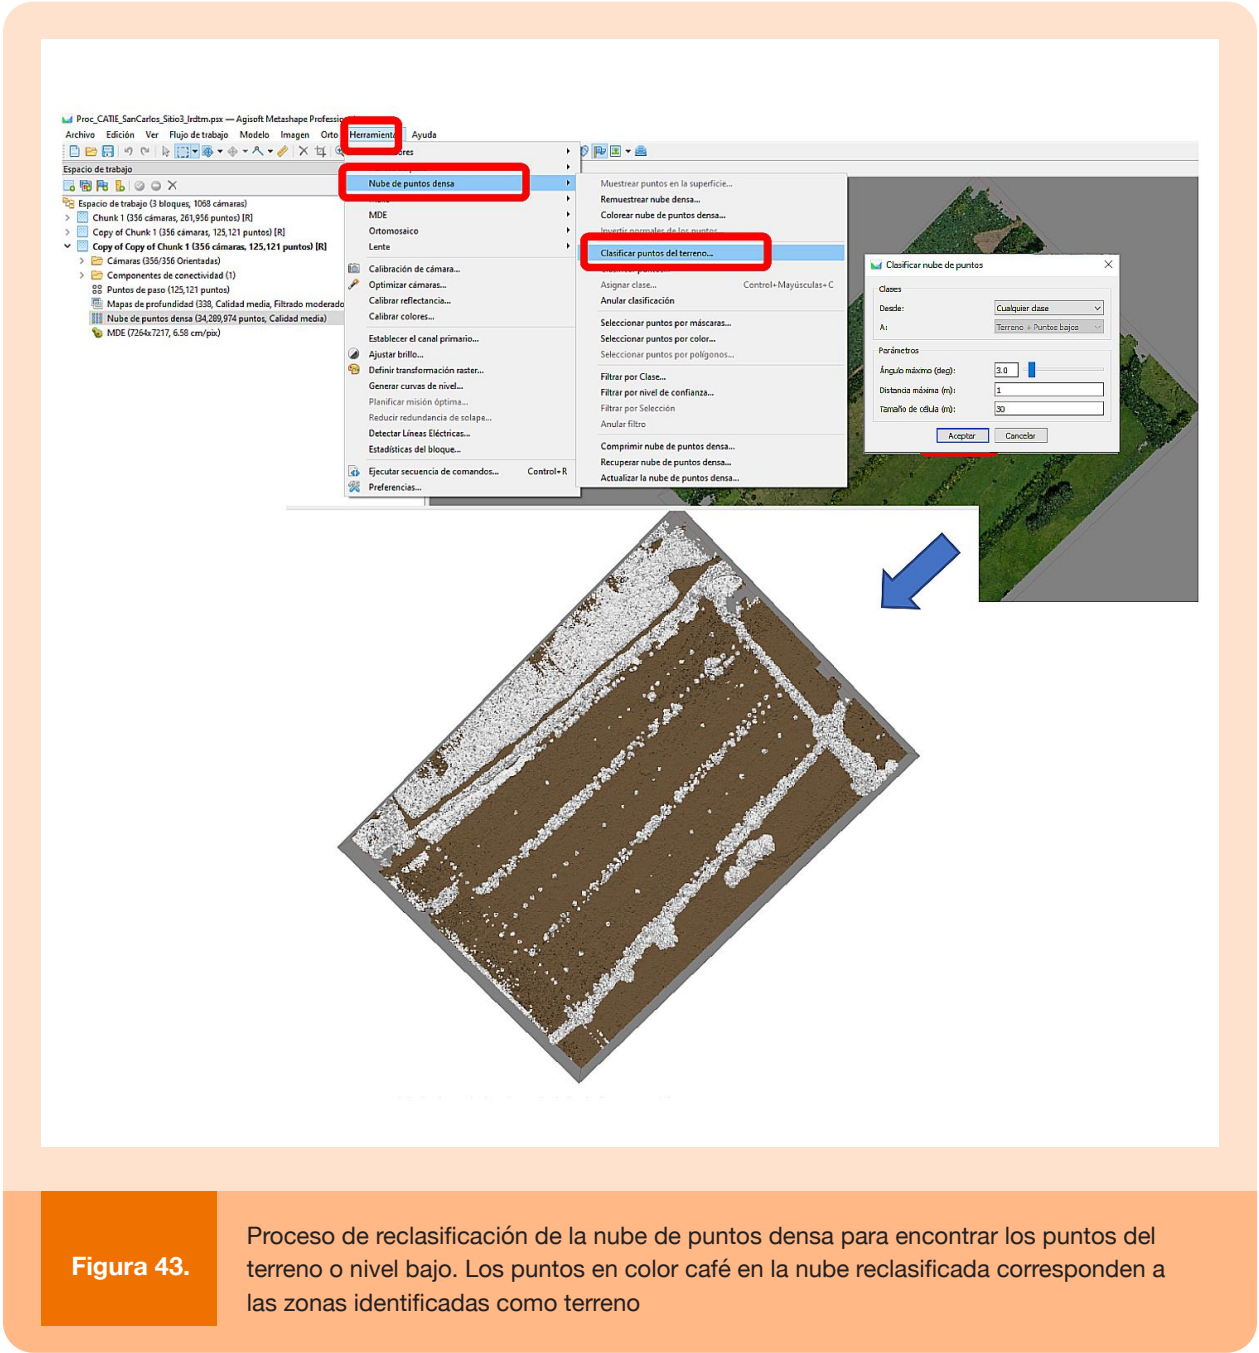 Proc_CATIE_SanCarlos_Sitio3_lrdtm.psx — Agisoft Metashape Professio
Archivo Edición Ver Flujo de trabajo Modelo Imagen Orto Herramienta Ayuda
Espacio de trabajo
Espacio de trabajo (3 bloques, 1068 cámaras)
Chunk 1 (356 cámaras, 261,956 puntos) [R]
Copy of Chunk 1 (356 cámaras, 125,121 puntos) [R]
Copy of Copy of Chunk 1 (356 cámaras, 125,121 puntos) [R]
Cámaras (356/356 Orientadas)
Componentes de conectividad (1)
Puntos de paso (125,121 puntos)
Mapas de profundidad (338, Calidad media, Filtrado moderado
Nube de puntos densa (34,289,974 puntos, Calidad media)
MDE (7264x7217, 6.58 cm/pix)
ores
Nube de puntos densa
MDE
Ortomosaico
Lente
Calibración de cámara...
Optimizar cámaras...
Calibrar reflectancia...
Calibrar colores...
Establecer el canal primario...
Ajustar brillo...
Definir transformación raster...
Generar curvas de nivel...
Planificar misión óptima...
Reducir redundancia de solape...
Detectar Líneas Eléctricas...
Estadísticas del bloque...
Ejecutar secuencia de comandos... Control+R
Preferencias...
Muestrear puntos en la superficie...
Remuestrear nube densa...
Colorear nube de puntos densa...
Invertir normales de los puntos...
Clasificar puntos del terreno...
Asignar clase... Control+Mayúsculas+C
Anular clasificación
Seleccionar puntos por máscaras...
Seleccionar puntos por color...
Seleccionar puntos por polígonos...
Filtrar por Clase...
Filtrar por nivel de confianza...
Filtrar por Selección
Anular filtro
Comprimir nube de puntos densa...
Recuperar nube de puntos densa...
Actualizar la nube de puntos densa...
Clasificar nube de puntos
Clases
Desde: Cualquier clase
A: Terreno + Puntos bajos
Parámetros
Ángulo máximo (deg): 3.0
Distancia máxima (m): 1
Tamaño de célula (m): 30
Aceptar Cancelar
Figura 43.
Proceso de reclasificación de la nube de puntos densa para encontrar los puntos del
terreno o nivel bajo. Los puntos en color café en la nube reclasificada corresponden a
las zonas identificadas como terreno